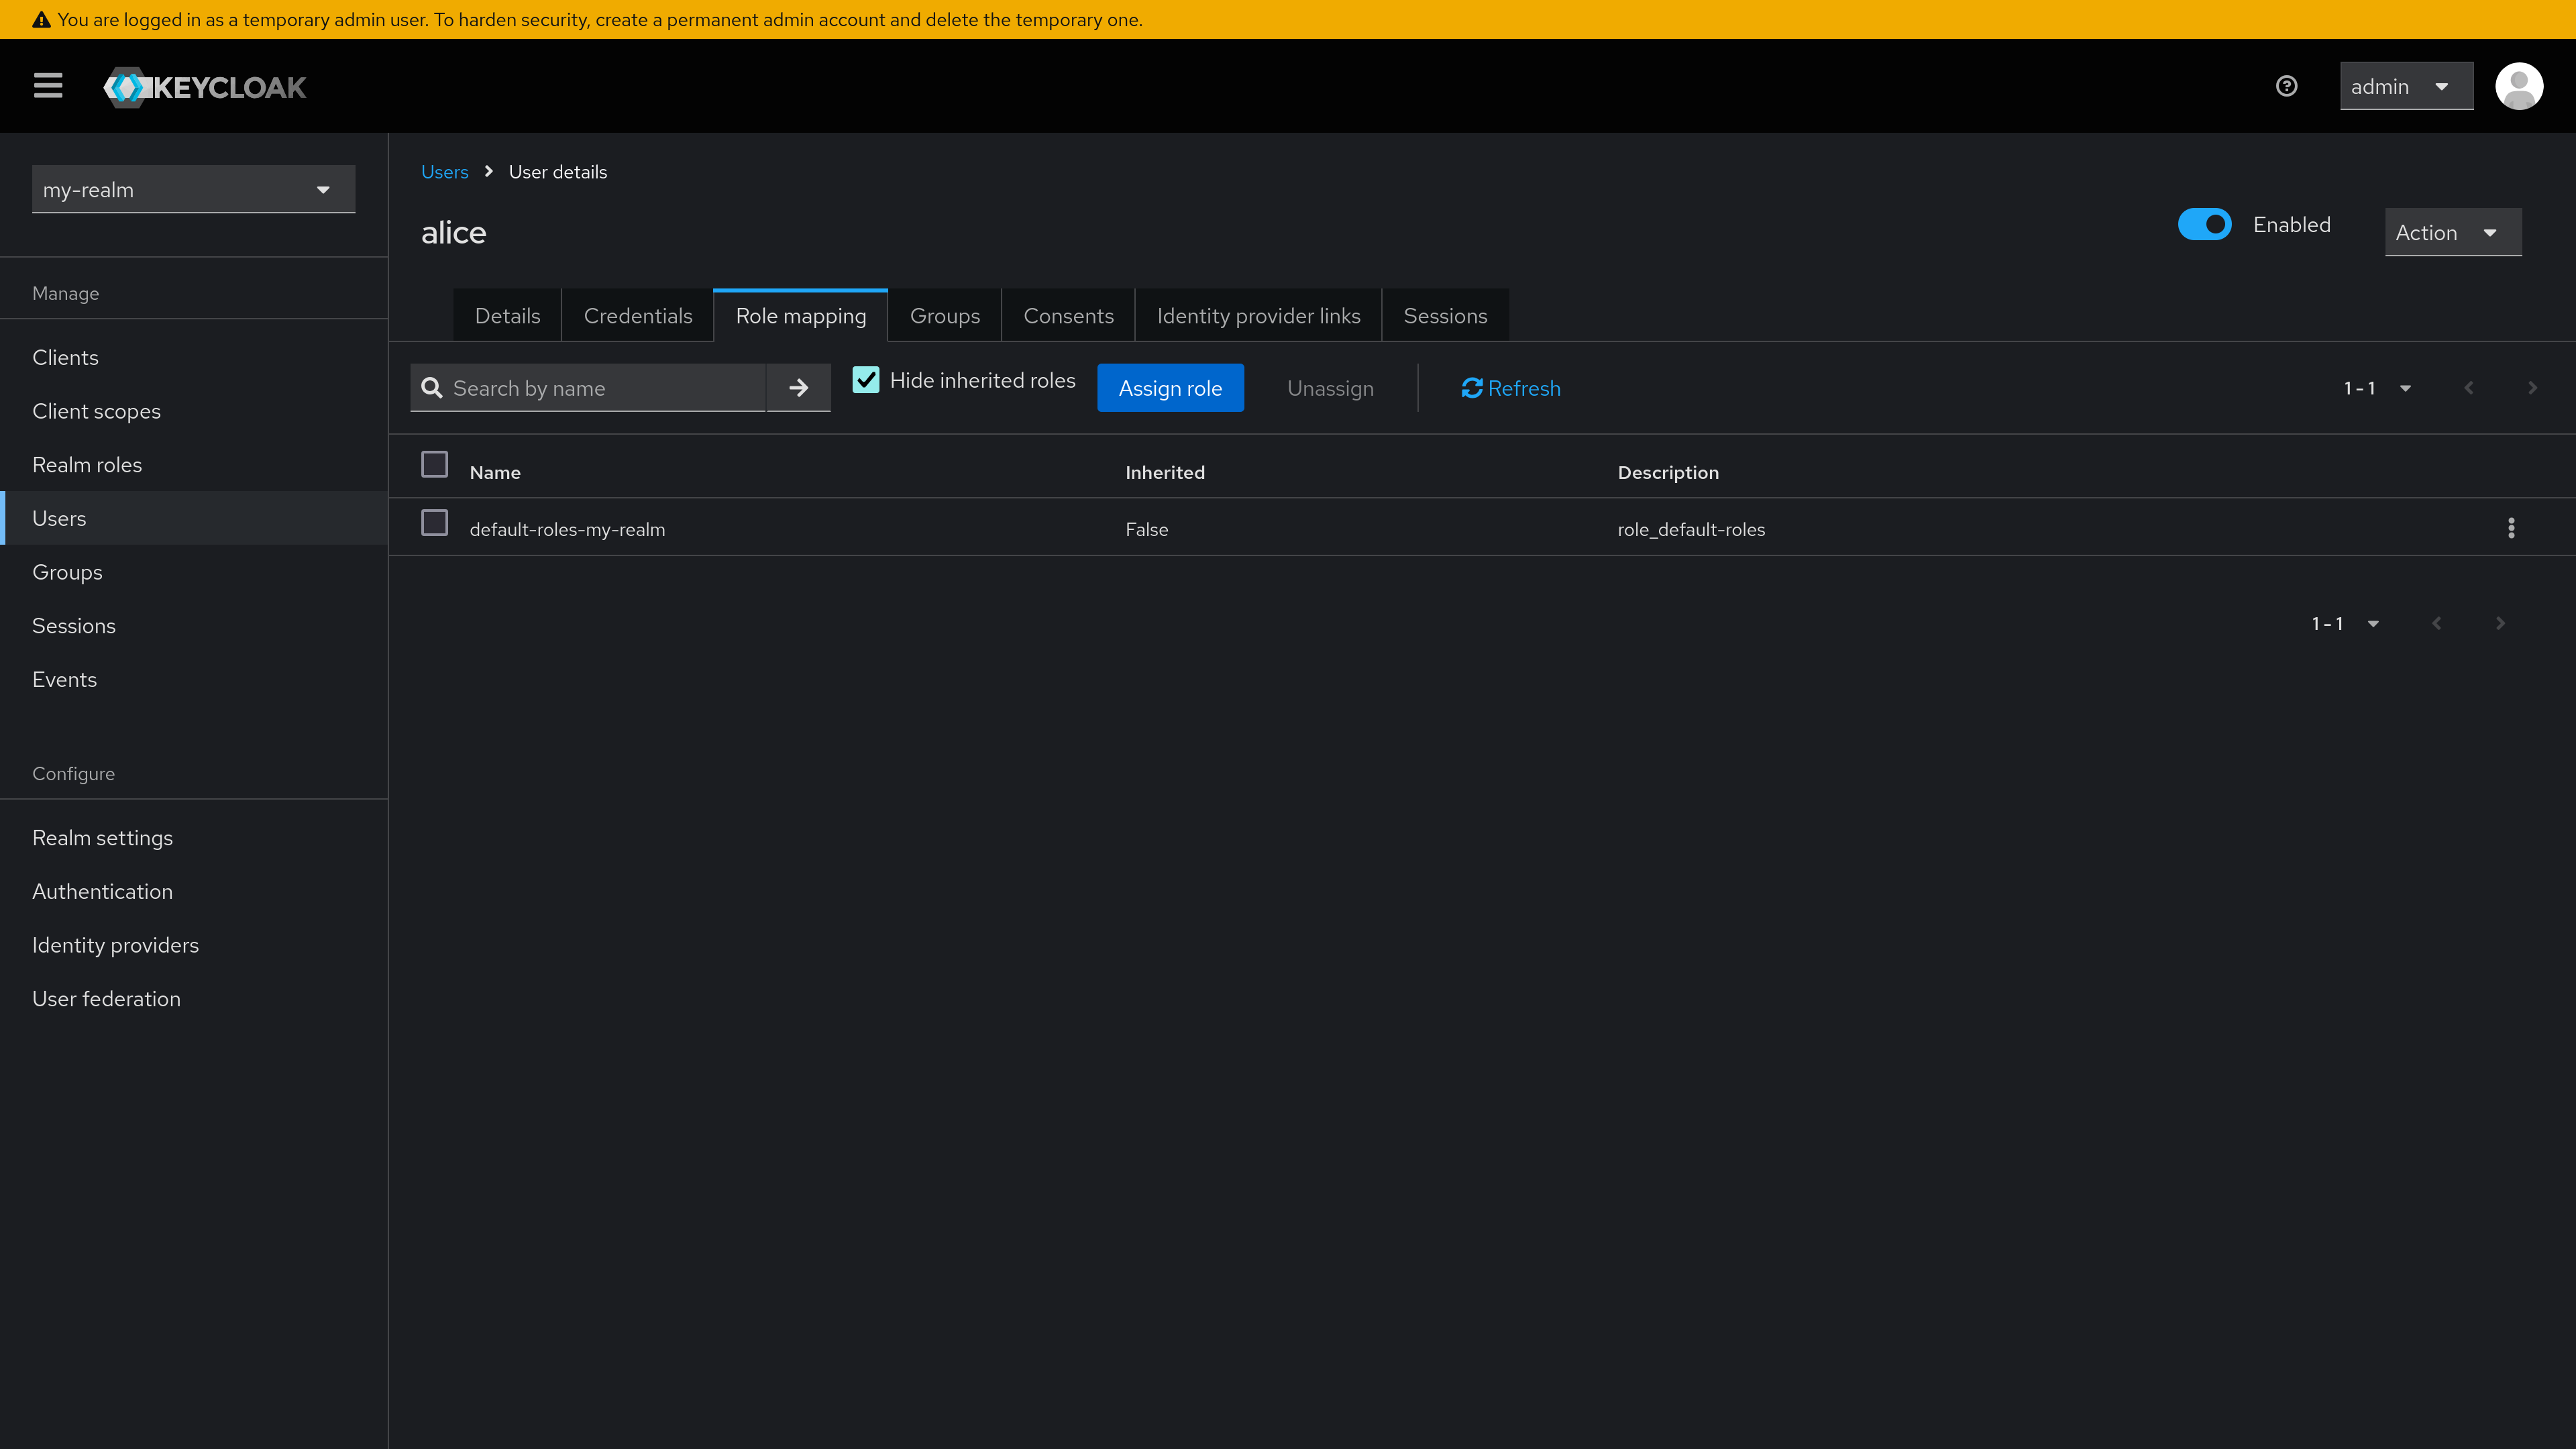 You are logged in as a temporary admin user. To harden security, create a permanent admin account and delete the temporary one.
KEYCLOAK
admin
my-realm
Manage
Clients
Client scopes
Realm roles
Users
Groups
Sessions
Events
Configure
Realm settings
Authentication
Identity providers
User federation
Users User details
alice
Enabled
Action
Details Credentials Role mapping Groups Consents Identity provider links Sessions
Search by name Hide inherited roles Assign role Unassign Refresh 1 - 1
Name Inherited Description
default-roles-my-realm False role_default-roles
1 - 1